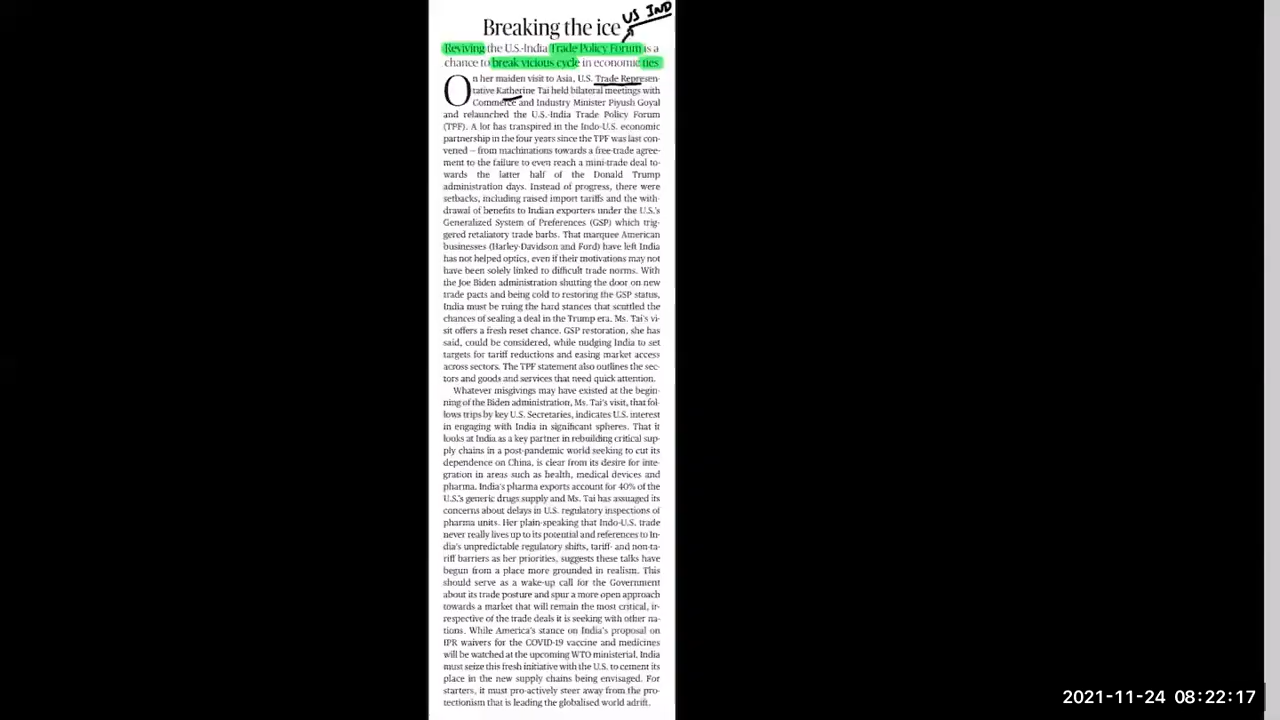 US IND
Breaking the ice
Reviving the U.S.-India Trade Policy Forum is a
chance to break vicious cycle in economic ties
On her maiden visit to Asia, U.S. Trade Represen-
tative Katherine Tai held bilateral meetings with
Commerce and Industry Minister Piyush Goyal
and relaunched the U.S.-India Trade Policy Forum
(TPF). A lot has transpired in the Indo-U.S. economic
partnership in the four years since the TPF was last con-
vened — from machinations towards a free-trade agree-
ment to the failure to even reach a mini-trade deal to-
wards the latter half of the Donald Trump
administration days. Instead of progress, there were
setbacks, including raised import tariffs and the with-
drawal of benefits to Indian exporters under the U.S.'s
Generalized System of Preferences (GSP) which trig-
gered retaliatory trade barbs. That marquee American
businesses (Harley-Davidson and Ford) have left India
has not helped optics, even if their motivations may not
have been solely linked to difficult trade norms. With
the Joe Biden administration shutting the door on new
trade pacts and being cold to restoring the GSP status,
India must be ruing the hard stances that scuttled the
chances of sealing a deal in the Trump era. Ms. Tai's vi-
sit offers a fresh reset chance. GSP restoration, she has
said, could be considered, while nudging India to set
targets for tariff reductions and easing market access
across sectors. The TPF statement also outlines the sec-
tors and goods and services that need quick attention.
Whatever misgivings may have existed at the begin-
ning of the Biden administration, Ms. Tai's visit, that fol-
lows trips by key U.S. Secretaries, indicates U.S. interest
in engaging with India in significant spheres. That it
looks at India as a key partner in rebuilding critical sup-
ply chains in a post-pandemic world seeking to cut its
dependence on China, is clear from its desire for inte-
gration in areas such as health, medical devices and
pharma. India's pharma exports account for 40% of the
U.S.'s generic drugs supply and Ms. Tai has assuaged its
concerns about delays in U.S. regulatory inspections of
pharma units. Her plain-speaking that Indo-U.S. trade
never really lives up to its potential and references to In-
dia's unpredictable regulatory shifts, tariff- and non-ta-
riff barriers as her priorities, suggests these talks have
begun from a place more grounded in realism. This
should serve as a wake-up call for the Government
about its trade posture and spur a more open approach
towards a market that will remain the most critical, ir-
respective of the trade deals it is seeking with other na-
tions. While America's stance on India's proposal on
IPR waivers for the COVID-19 vaccine and medicines
will be watched at the upcoming WTO ministerial, India
must seize this fresh initiative with the U.S. to cement its
place in the new supply chains being envisaged. For
starters, it must pro-actively steer away from the pro-
tectionism that is leading the globalised world adrift.
2021-11-24 08:22:17